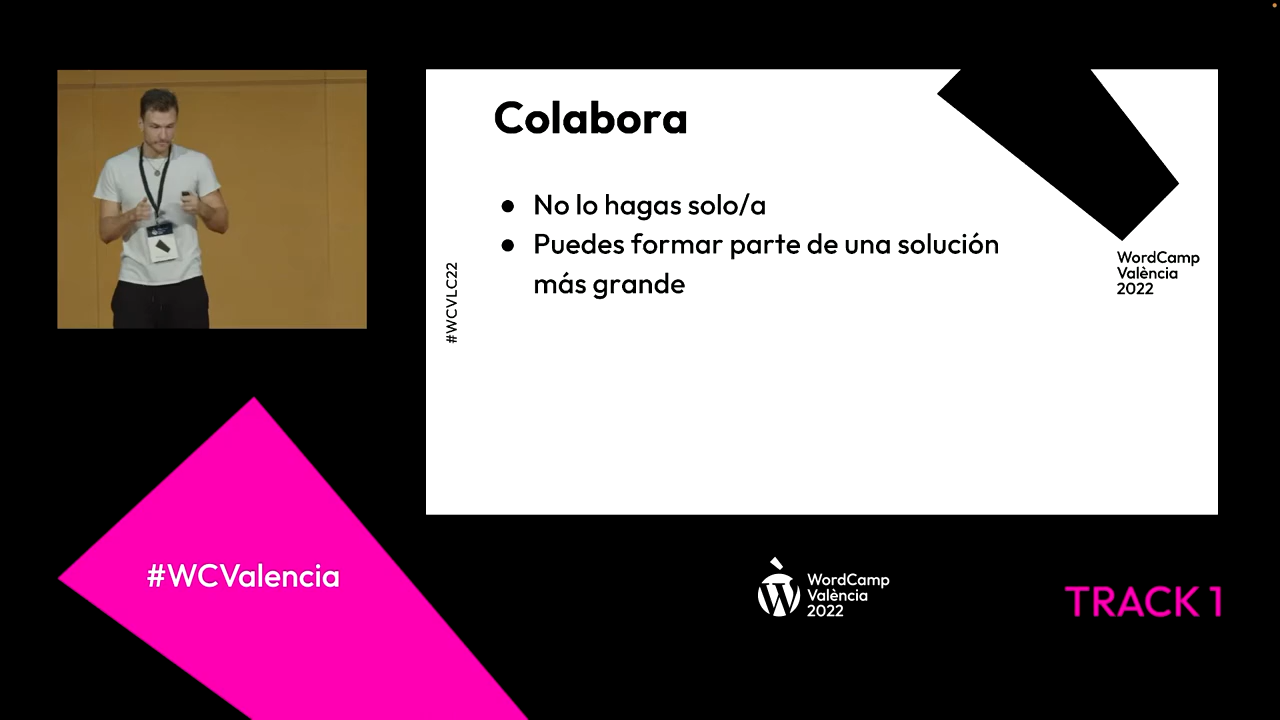 Colabora
No lo hagas solo/a
Puedes formar parte de una solución
más grande
#WCVLC22
WordCamp
València
2022
#WCValencia
WordCamp
València
2022
TRACK 1